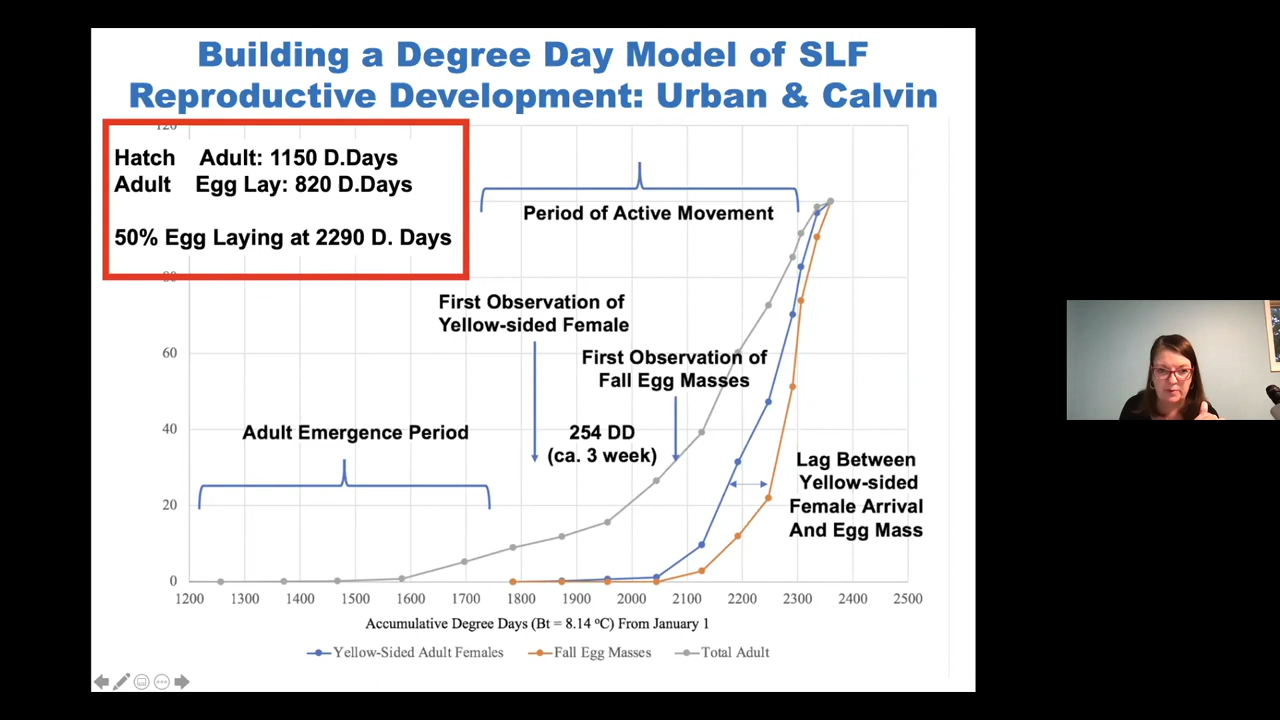 Building a Degree Day Model of SLF
Reproductive Development: Urban & Calvin
120
Hatch Adult: 1150 D.Days
Adult Egg Lay: 820 D.Days
50% Egg Laying at 2290 D. Days
Period of Active Movement
80
First Observation of
Yellow-sided Female
First Observation of
Fall Egg Masses
60
Adult Emergence Period
254 DD
(ca. 3 week)
40
Lag Between
Yellow-sided
Female Arrival
And Egg Mass
20
0
1200 1300 1400 1500 1600 1700 1800 1900 2000 2100 2200 2300 2400 2500
Accumulative Degree Days (Bt = 8.14 ºC) From January 1
Yellow-Sided Adult Females Fall Egg Masses Total Adult